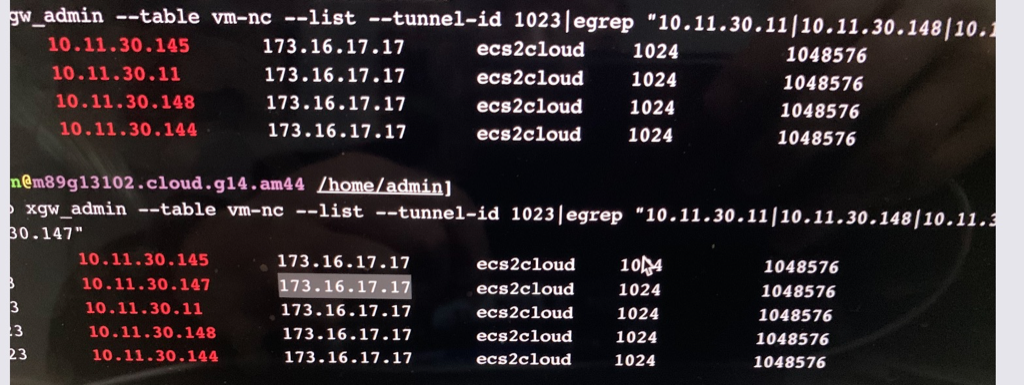 gw_admin --table vm-nc --list --tunnel-id 1023|egrep "10.11.30.11|10.11.30.148|10.1
10.11.30.145 173.16.17.17 ecs2cloud 1024 1048576
10.11.30.11 173.16.17.17 ecs2cloud 1024 1048576
10.11.30.148 173.16.17.17 ecs2cloud 1024 1048576
10.11.30.144 173.16.17.17 ecs2cloud 1024 1048576
n@m89g13102.cloud.g14.am44 /home/admin]
xgw_admin --table vm-nc --list --tunnel-id 1023|egrep "10.11.30.11|10.11.30.148|10.11.3
30.147"
10.11.30.145 173.16.17.17 ecs2cloud 1048576
3 10.11.30.147 173.16.17.17 ecs2cloud 1024 1048576
3 10.11.30.11 173.16.17.17 ecs2cloud 1024 1048576
23 10.11.30.148 173.16.17.17 ecs2cloud 1024 1048576
23 10.11.30.144 173.16.17.17 ecs2cloud 1024 1048576